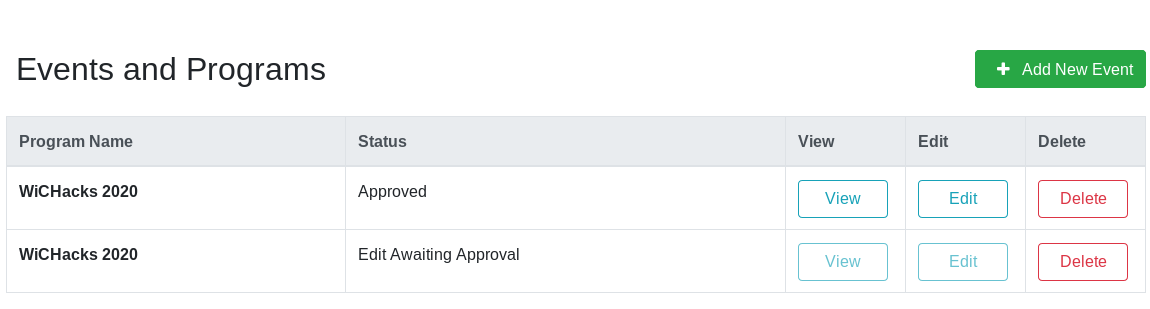 Events and Programs
Add New Event
Program Name Status View Edit Delete
WiCHacks 2020 Approved View Edit Delete
WiCHacks 2020 Edit Awaiting Approval View Edit Delete